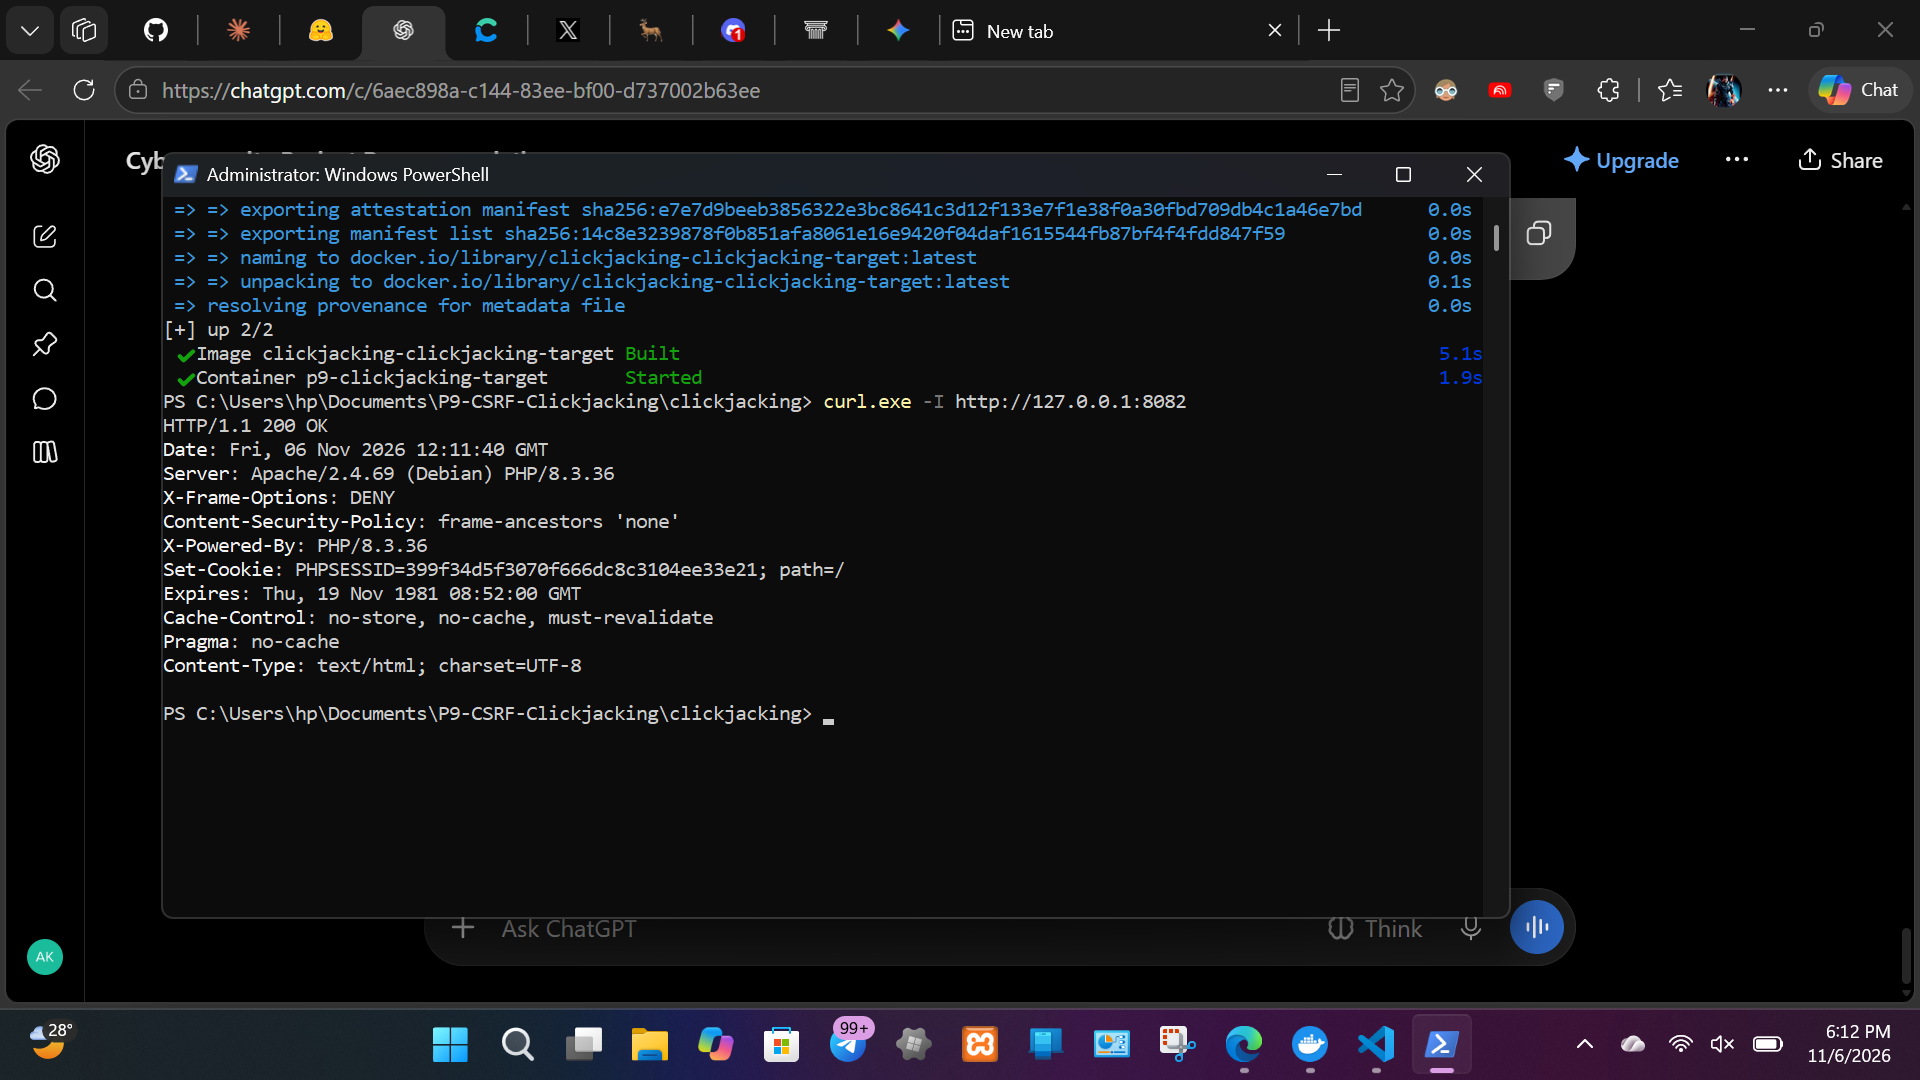 New tab
https://chatgpt.com/c/6aec898a-c144-83ee-bf00-d737002b63ee
Chat
Upgrade
Share
Administrator: Windows PowerShell
=> => exporting attestation manifest sha256:e7e7d9beeb3856322e3bc8641c3d12f133e7f1e38f0a30fbd709db4c1a46e7bd 0.0s
=> => exporting manifest list sha256:14c8e3239878f0b851afa8061e16e9420f04daf1615544fb87bf4f4fdd847f59 0.0s
=> => naming to docker.io/library/clickjacking-clickjacking-target:latest 0.0s
=> => unpacking to docker.io/library/clickjacking-clickjacking-target:latest 0.1s
=> resolving provenance for metadata file 0.0s
[+] up 2/2
✔Image clickjacking-clickjacking-target Built 5.1s
✔Container p9-clickjacking-target Started 1.9s
PS C:\Users\hp\Documents\P9-CSRF-Clickjacking\clickjacking> curl.exe -I http://127.0.0.1:8082
HTTP/1.1 200 OK
Date: Fri, 06 Nov 2026 12:11:40 GMT
Server: Apache/2.4.69 (Debian) PHP/8.3.36
X-Frame-Options: DENY
Content-Security-Policy: frame-ancestors 'none'
X-Powered-By: PHP/8.3.36
Set-Cookie: PHPSESSID=399f34d5f3070f666dc8c3104ee33e21; path=/
Expires: Thu, 19 Nov 1981 08:52:00 GMT
Cache-Control: no-store, no-cache, must-revalidate
Pragma: no-cache
Content-Type: text/html; charset=UTF-8
PS C:\Users\hp\Documents\P9-CSRF-Clickjacking\clickjacking>
Ask ChatGPT
Think
AK
28°
99+
6:12 PM
11/6/2026